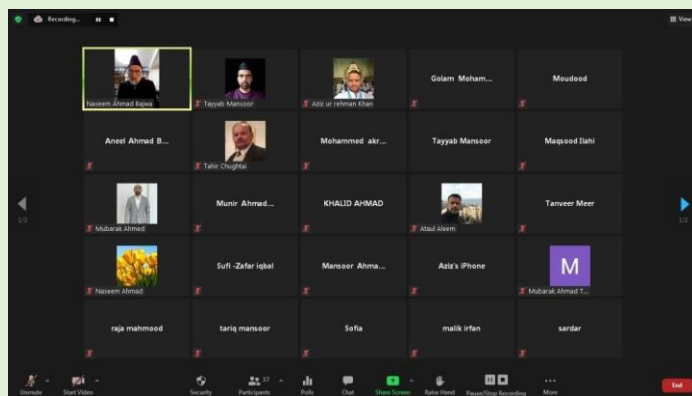 Recording...
View
Naseem Ahmad Bajwa
Tayyab Mansoor
Aziz ur rehman Khan
Golam Moham...
Moudood
Aneel Ahmad B...
Tahir Chughtai
Mohammed akr...
Tayyab Mansoor
Maqsood Ilahi
1/2
1/2
Mubarak Ahmed
Munir Ahmad...
KHALID AHMAD
Ataul Aleem
Tanveer Meer
Naseem Ahmad
Sufi -Zafar iqbal
Mansoor Ahma...
Aziz's iPhone
M
Mubarak Ahmad T...
raja mahmood
tariq mansoor
Sofia
malik irfan
sardar
Unmute
Start Video
Security
Participants
37
Polls
Chat
Share Screen
Raise Hand
Pause/Stop Recording
More
End